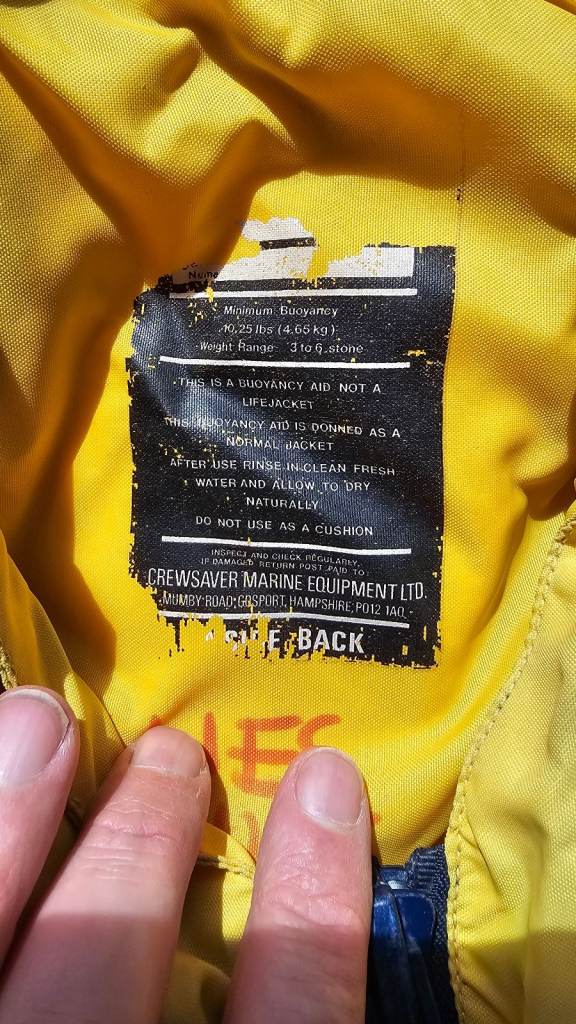 Name
Minimum Buoyancy
10.25 lbs (4.65 kg)
Weight Range 3 to 6 stone
THIS IS A BUOYANCY AID NOT A
LIFEJACKET
THIS BUOYANCY AID IS DONNED AS A
NORMAL JACKET
AFTER USE RINSE IN CLEAN FRESH
WATER AND ALLOW TO DRY
NATURALLY
DO NOT USE AS A CUSHION
INSPECT AND CHECK REGULARLY.
IF DAMAGED RETURN POST PAID TO:
CREWSAVER MARINE EQUIPMENT LTD.
MUMBY ROAD, GOSPORT, HAMPSHIRE, PO12 1AQ
BACK